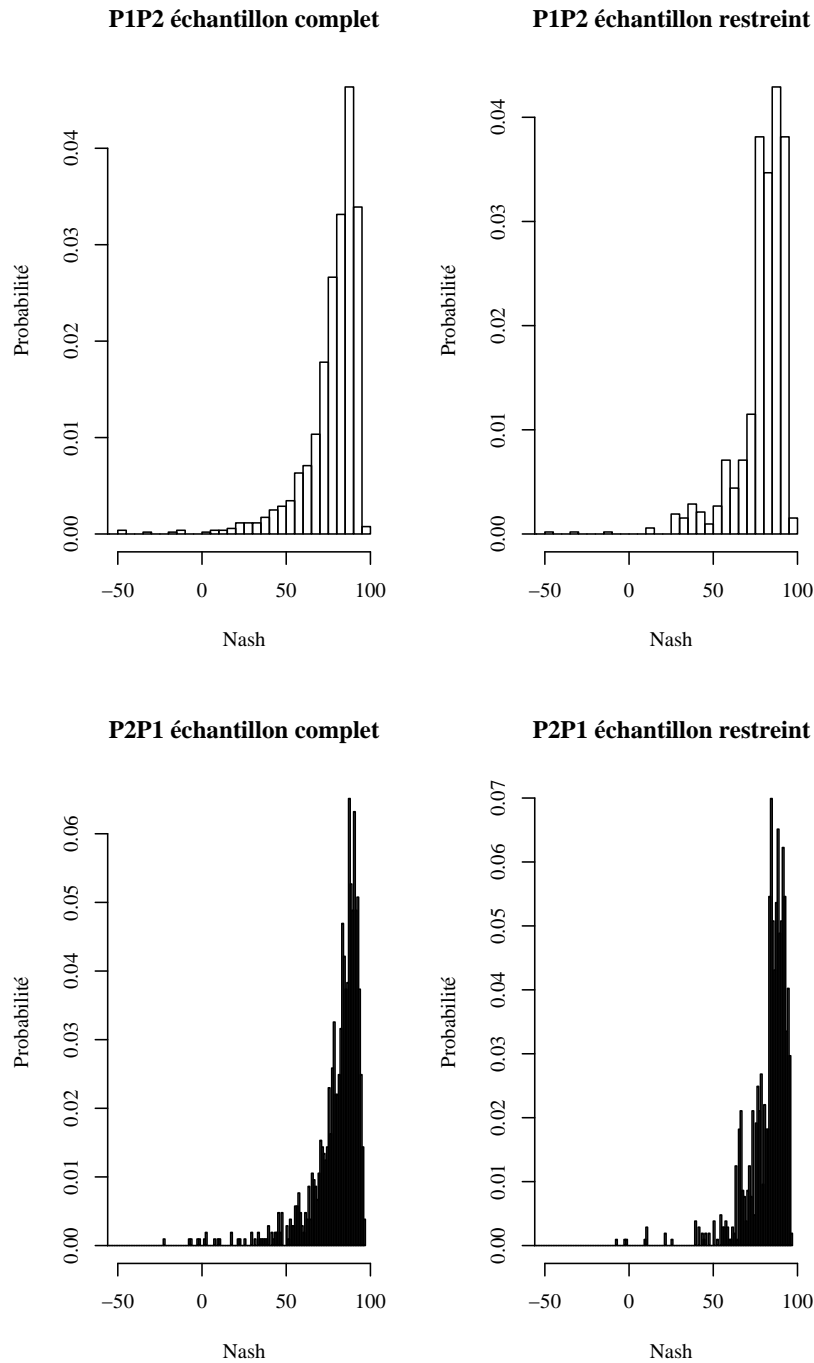 P1P2 échantillon complet
Probabilité
0.04
0.03
0.02
0.01
0.00
−50 0 50 100
Nash
P1P2 échantillon restreint
Probabilité
0.04
0.03
0.02
0.01
0.00
−50 0 50 100
Nash
P2P1 échantillon complet
Probabilité
0.06
0.05
0.04
0.03
0.02
0.01
0.00
−50 0 50 100
Nash
P2P1 échantillon restreint
Probabilité
0.07
0.06
0.05
0.04
0.03
0.02
0.01
0.00
−50 0 50 100
Nash